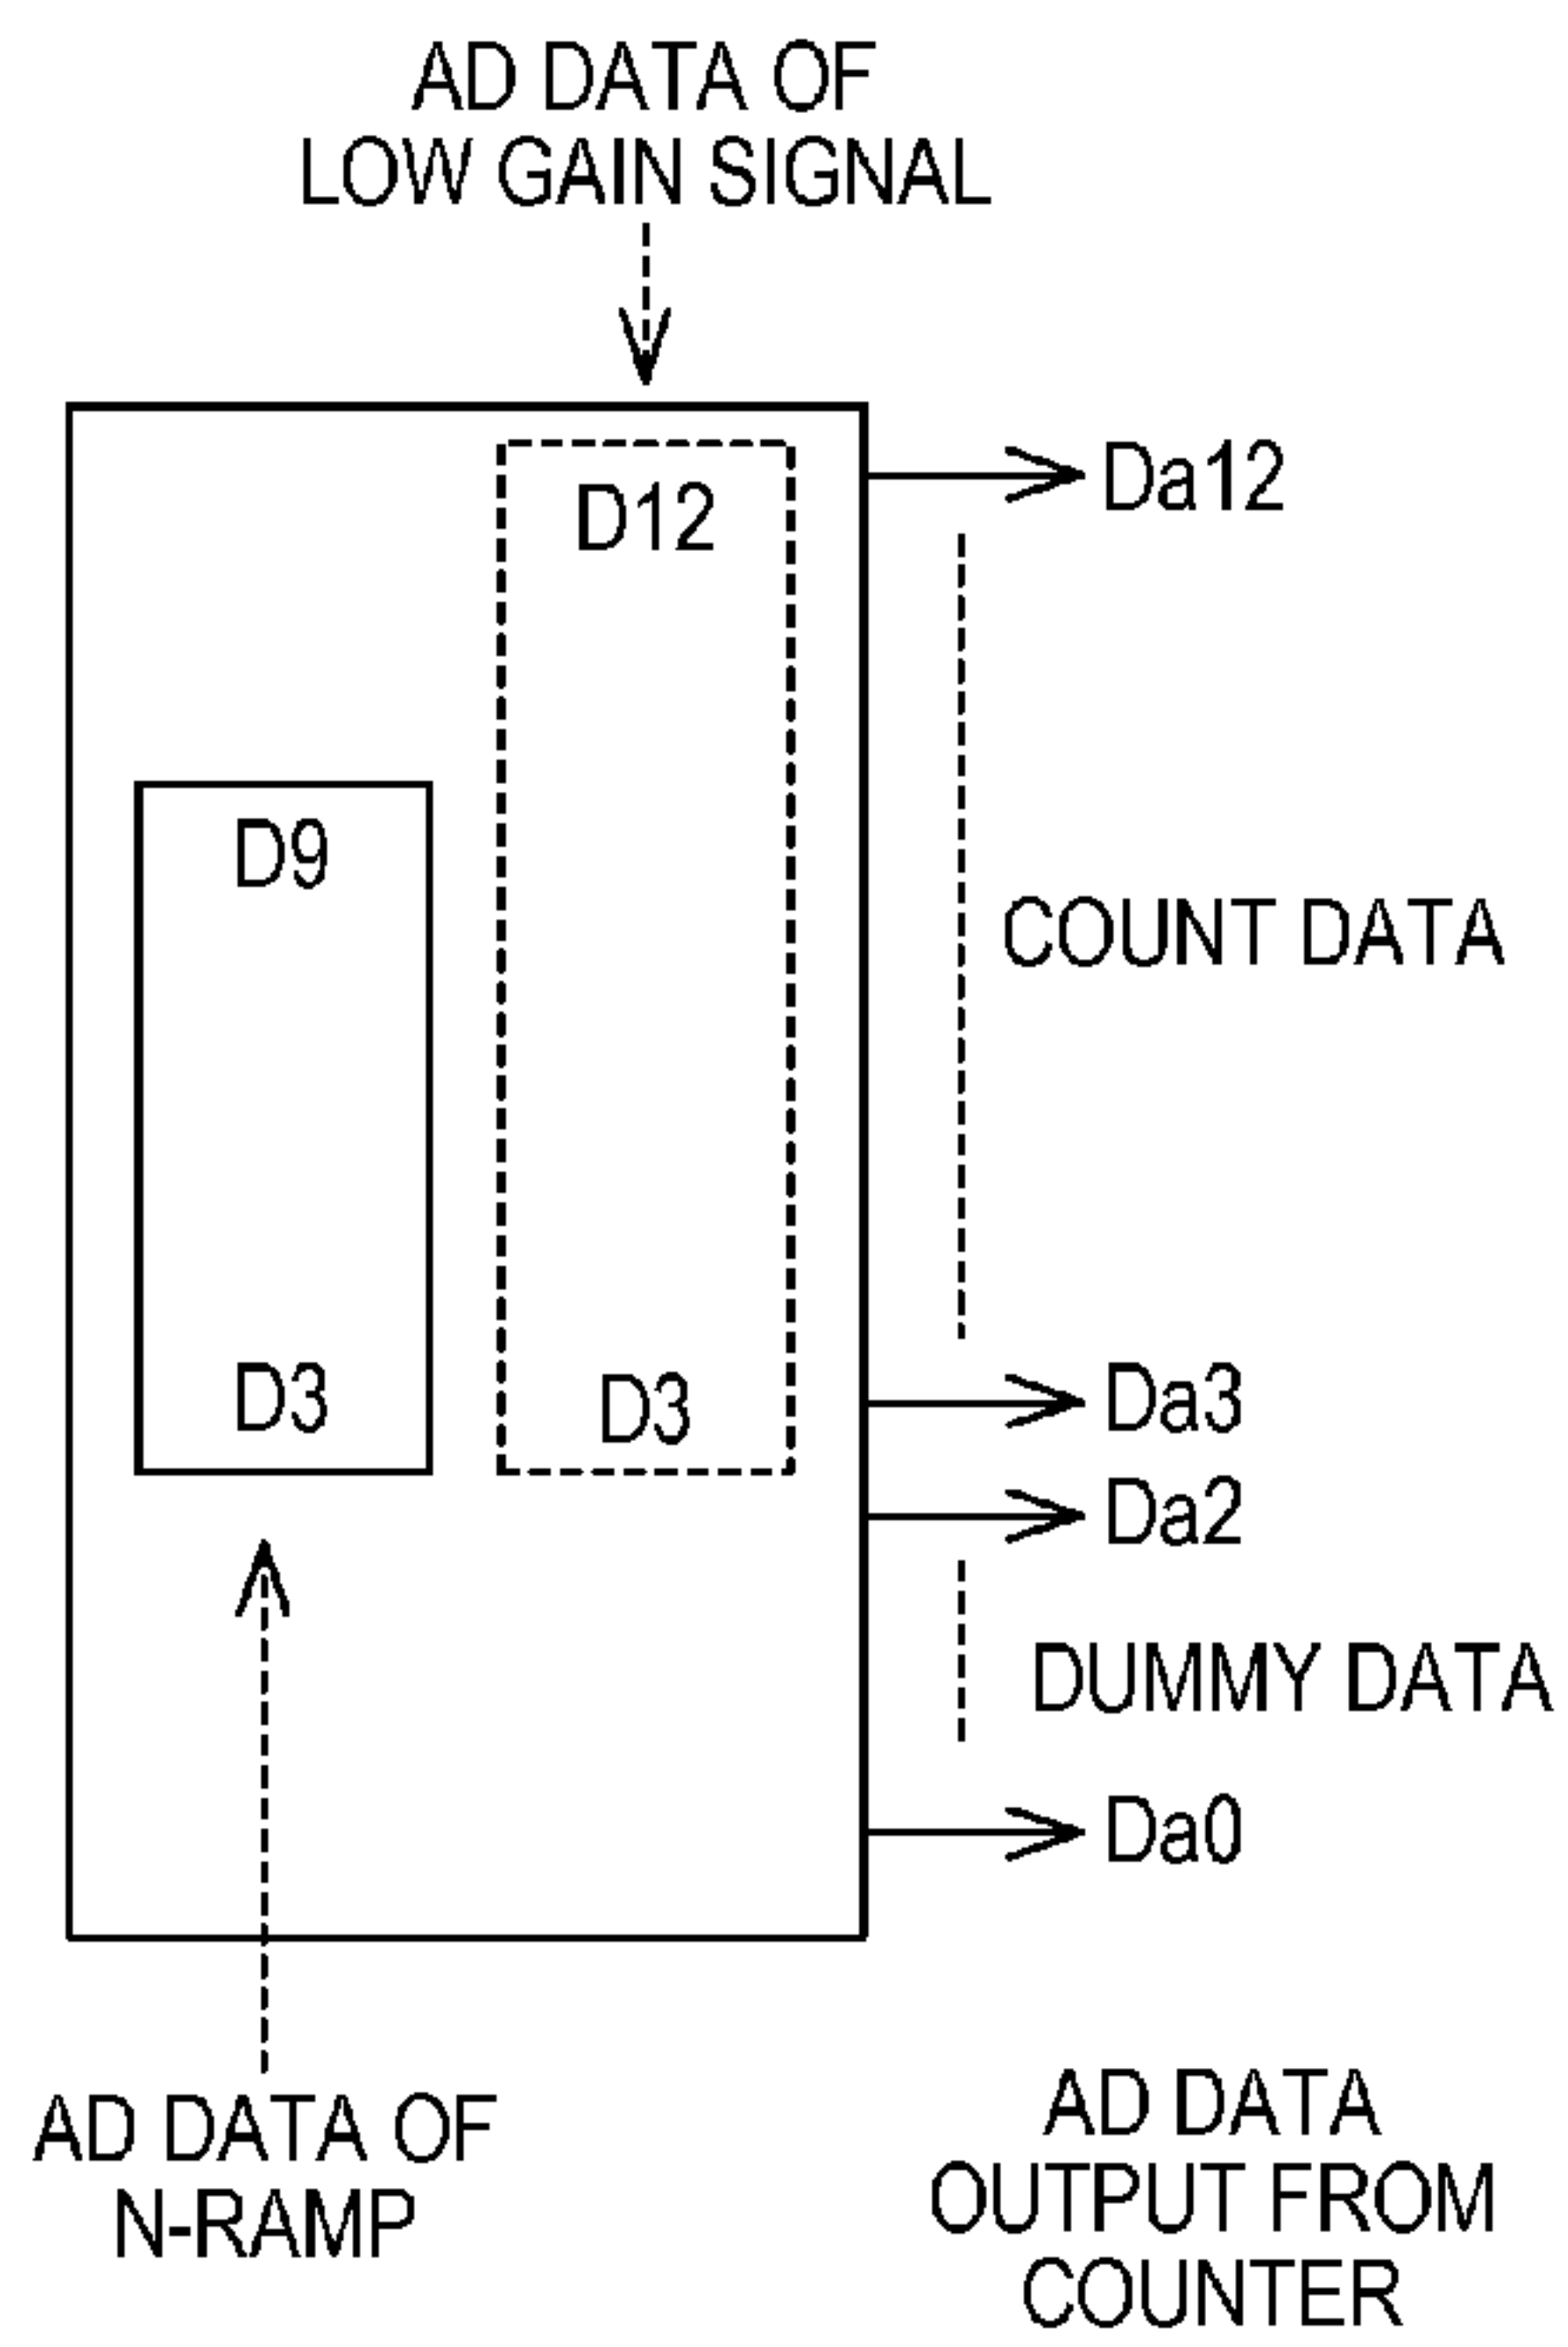 AD DATA OF
LOW GAIN SIGNAL
D12
Da12
D9
COUNT DATA
D3
D3
Da3
Da2
DUMMY DATA
Da0
AD DATA OF
N-RAMP
AD DATA
OUTPUT FROM
COUNTER